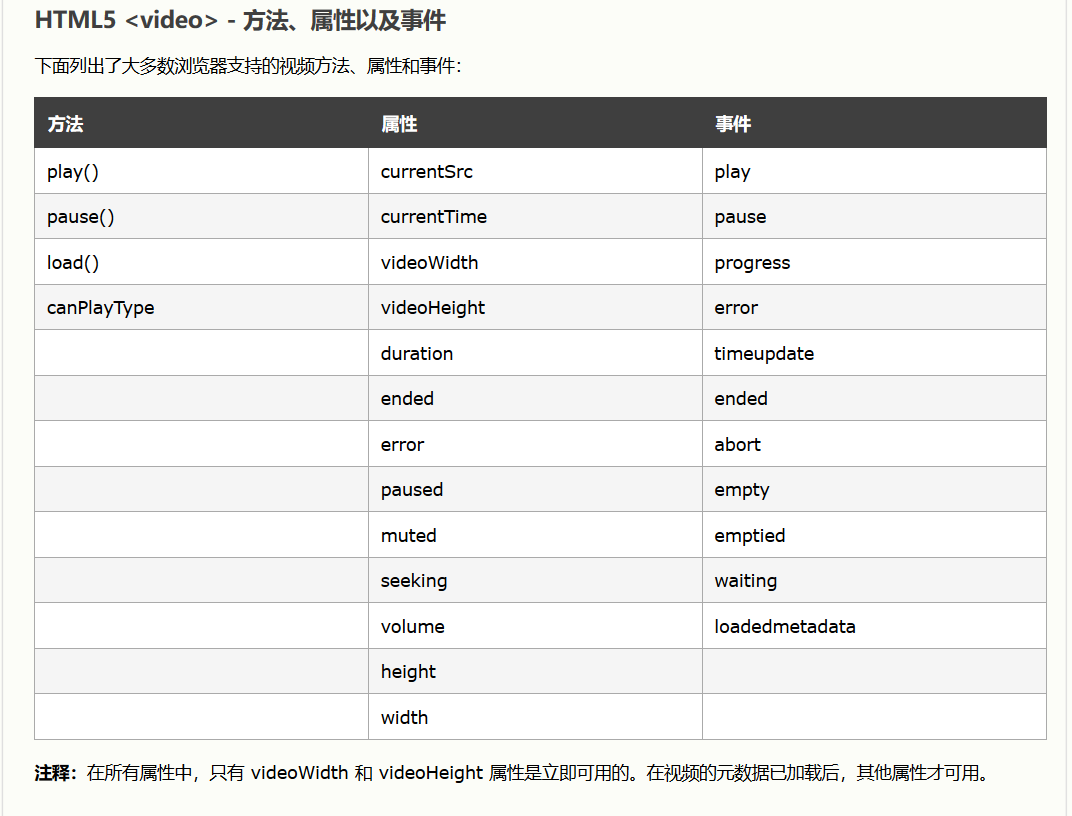 HTML5 <video> - 方法、属性以及事件
下面列出了大多数浏览器支持的视频方法、属性和事件：
方法 属性 事件
play() currentSrc play
pause() currentTime pause
load() videoWidth progress
canPlayType videoHeight error
duration timeupdate
ended ended
error abort
paused empty
muted emptied
seeking waiting
volume loadedmetadata
height
width
注释：在所有属性中，只有 videoWidth 和 videoHeight 属性是立即可用的。在视频的元数据已加载后，其他属性才可用。